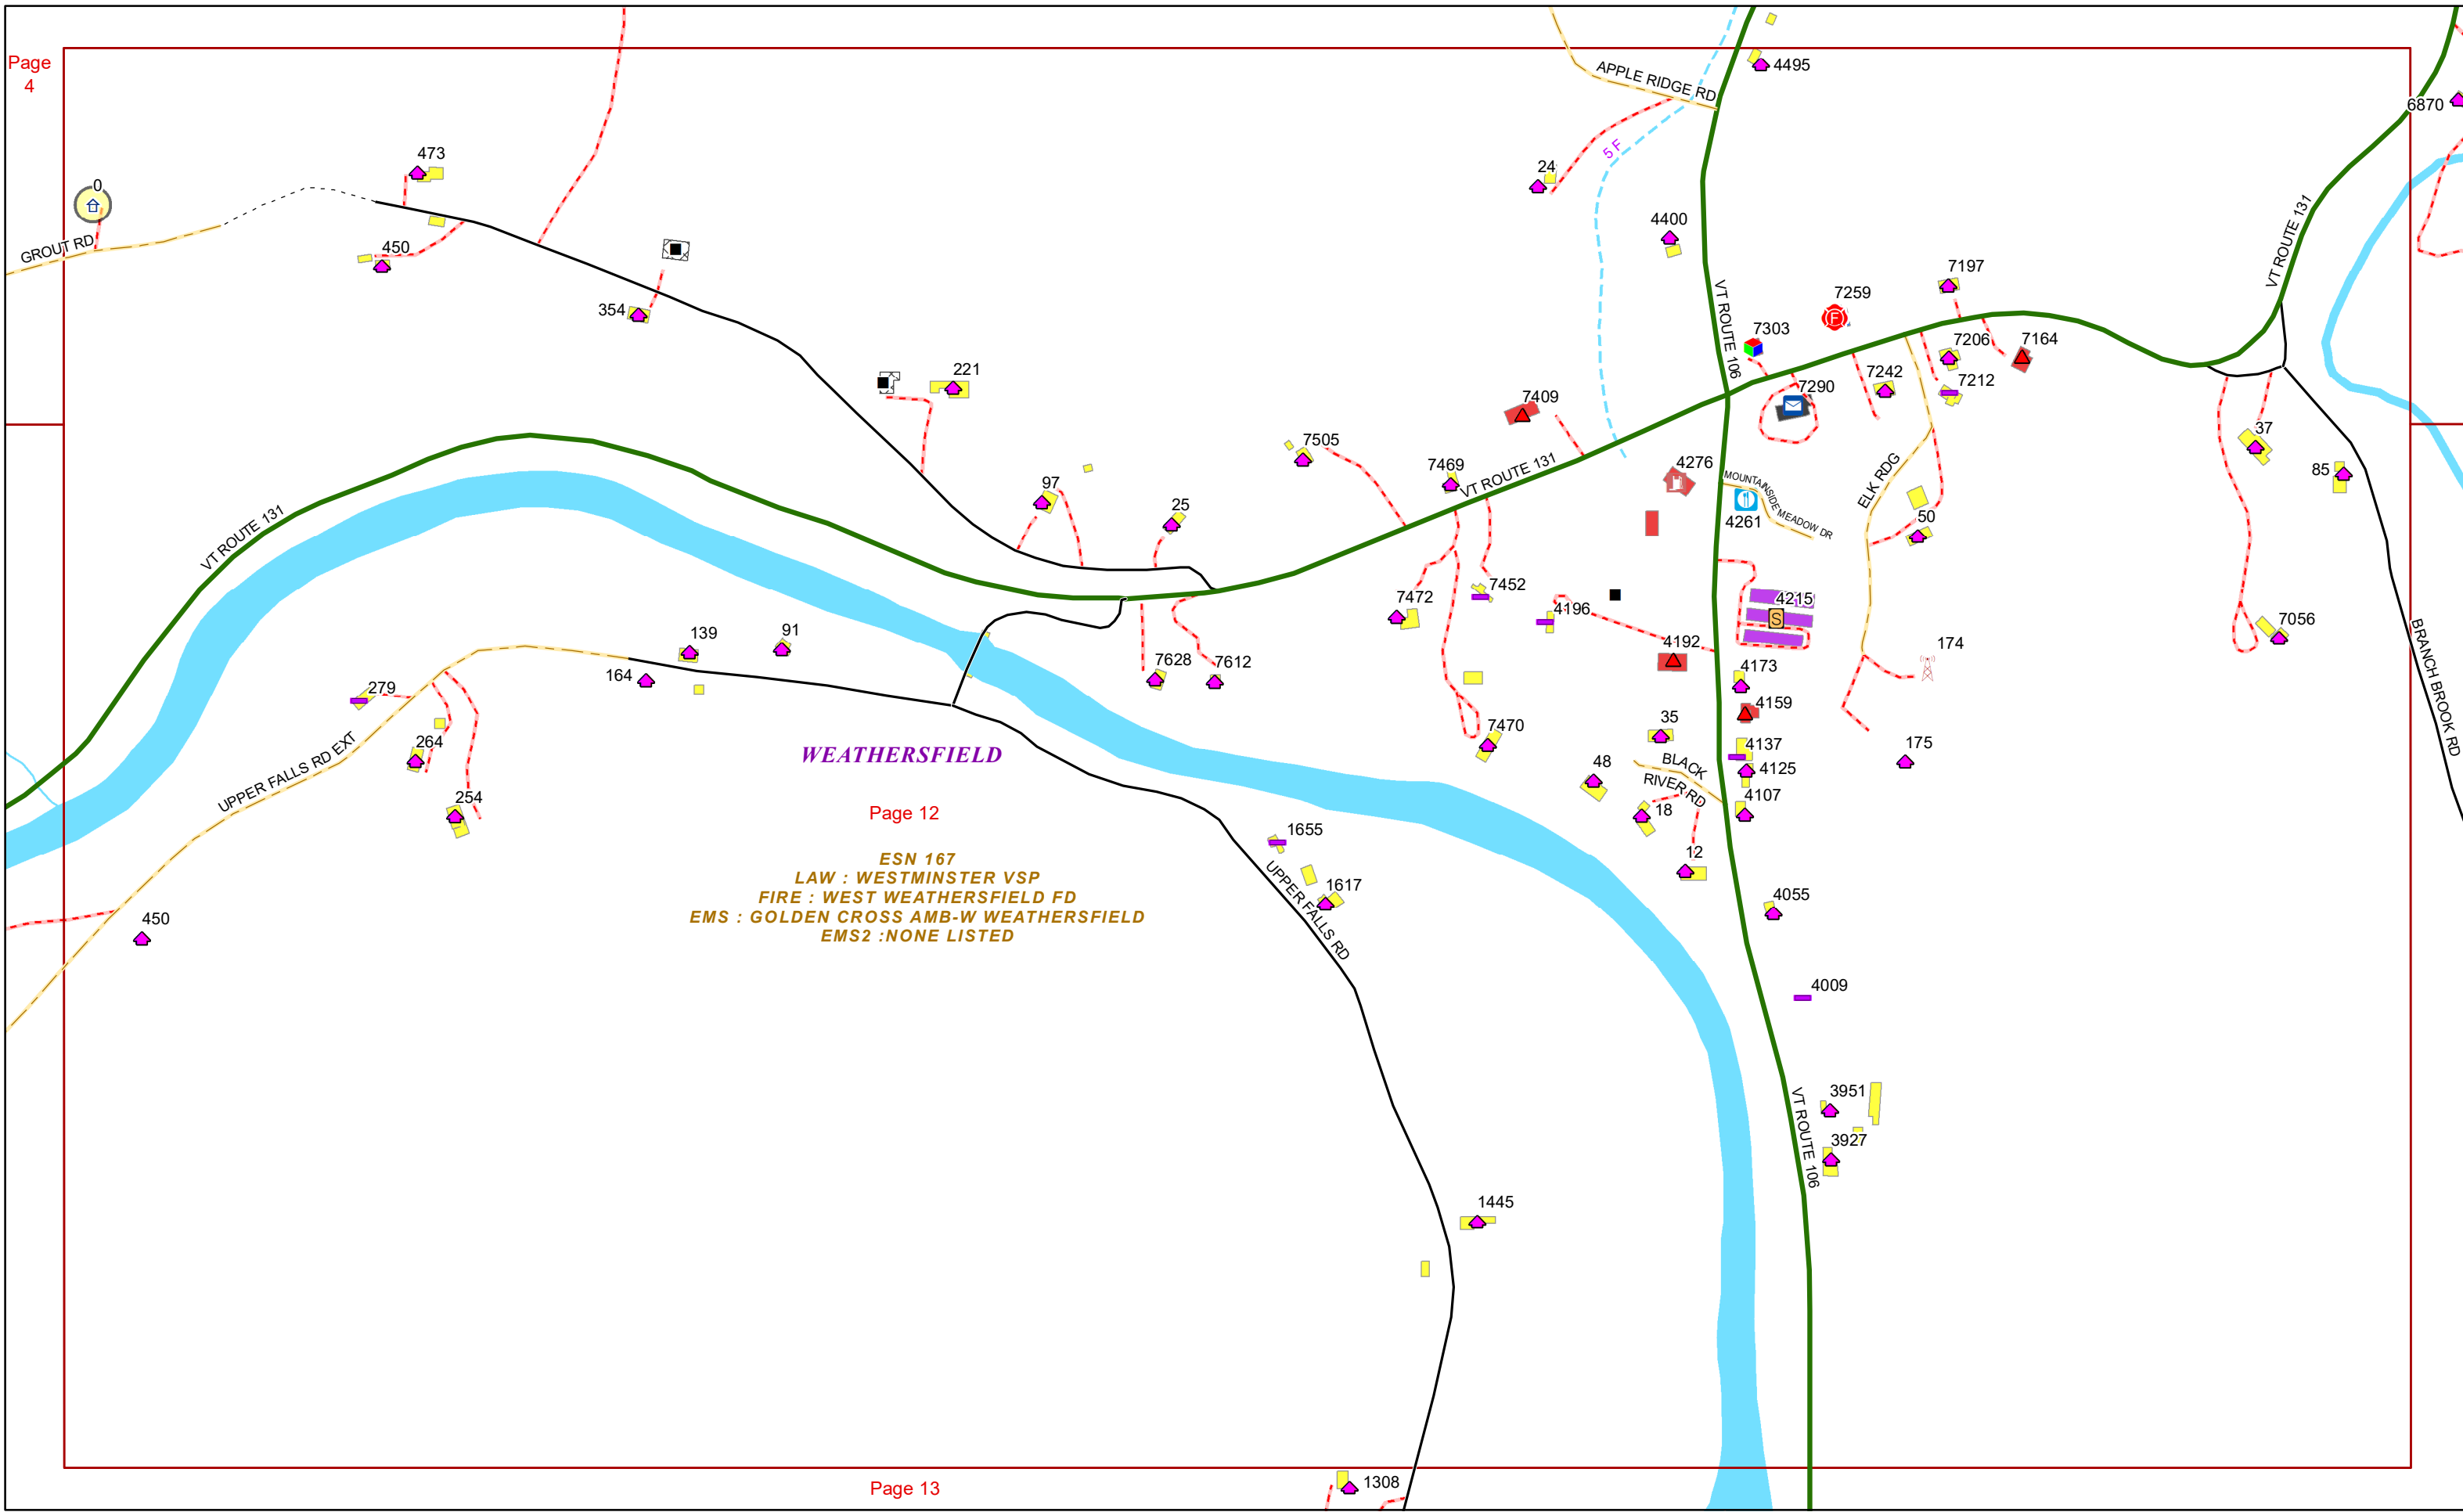 Page
4
4495
APPLE RIDGE RD
6870
5 F
473
24
0
GROUT RD
450
4400
VT ROUTE 131
7197
7259
354
VT ROUTE 106
7303
7206
7164
221
7290
7242
7212
7409
7505
7469
VT ROUTE 131
4276
MOUNTAINSIDE MEADOW DR
ELK RDG
37
85
97
25
4261
50
VT ROUTE 131
7472
7452
4196
4215
7056
139
91
4192
174
BRANCH BROOK RD
7628
7612
164
4173
279
4159
35
7470
264
4137
175
WEATHERSFIELD
48
BLACK
RIVER RD
4125
UPPER FALLS RD EXT
254
4107
18
Page 12
1655
12
ESN 167
LAW : WESTMINSTER VSP
FIRE : WEST WEATHERSFIELD FD
EMS : GOLDEN CROSS AMB-W WEATHERSFIELD
EMS2 :NONE LISTED
UPPER FALLS RD
1617
4055
450
4009
3951
VT ROUTE 106
3927
1445
Page 13
1308
F
S